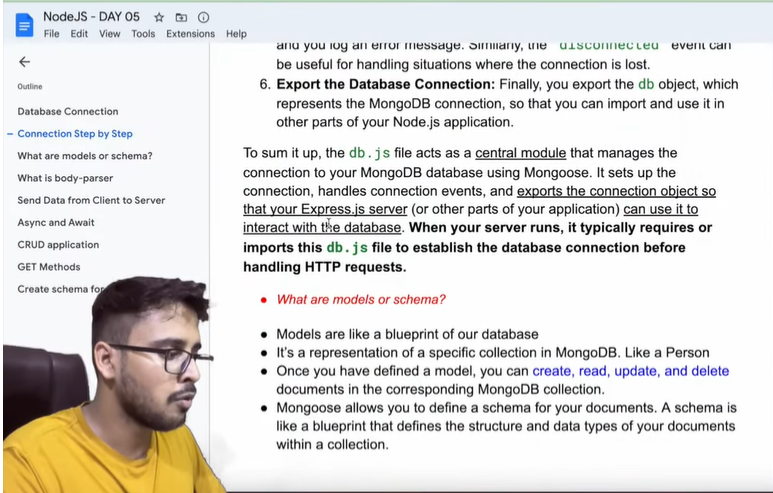 NodeJS - DAY 05
File Edit View Tools Extensions Help
Outline
Database Connection
Connection Step by Step
What are models or schema?
What is body-parser
Send Data from Client to Server
Async and Await
CRUD application
GET Methods
Create schema for
and you log an error message. Similarly, the "disconnected" event can
be useful for handling situations where the connection is lost.
6. Export the Database Connection: Finally, you export the db object, which
represents the MongoDB connection, so that you can import and use it in
other parts of your Node.js application.
To sum it up, the db.js file acts as a central module that manages the
connection to your MongoDB database using Mongoose. It sets up the
connection, handles connection events, and exports the connection object so
that your Express.js server (or other parts of your application) can use it to
interact with the database. When your server runs, it typically requires or
imports this db.js file to establish the database connection before
handling HTTP requests.
• What are models or schema?
• Models are like a blueprint of our database
• It's a representation of a specific collection in MongoDB. Like a Person
• Once you have defined a model, you can create, read, update, and delete
documents in the corresponding MongoDB collection.
• Mongoose allows you to define a schema for your documents. A schema is
like a blueprint that defines the structure and data types of your documents
within a collection.